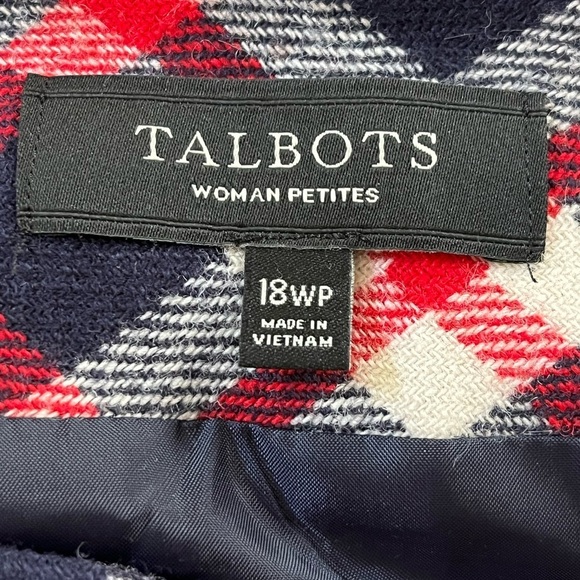 TALBOTS
WOMAN PETITES
18WP
MADE IN
VIETNAM